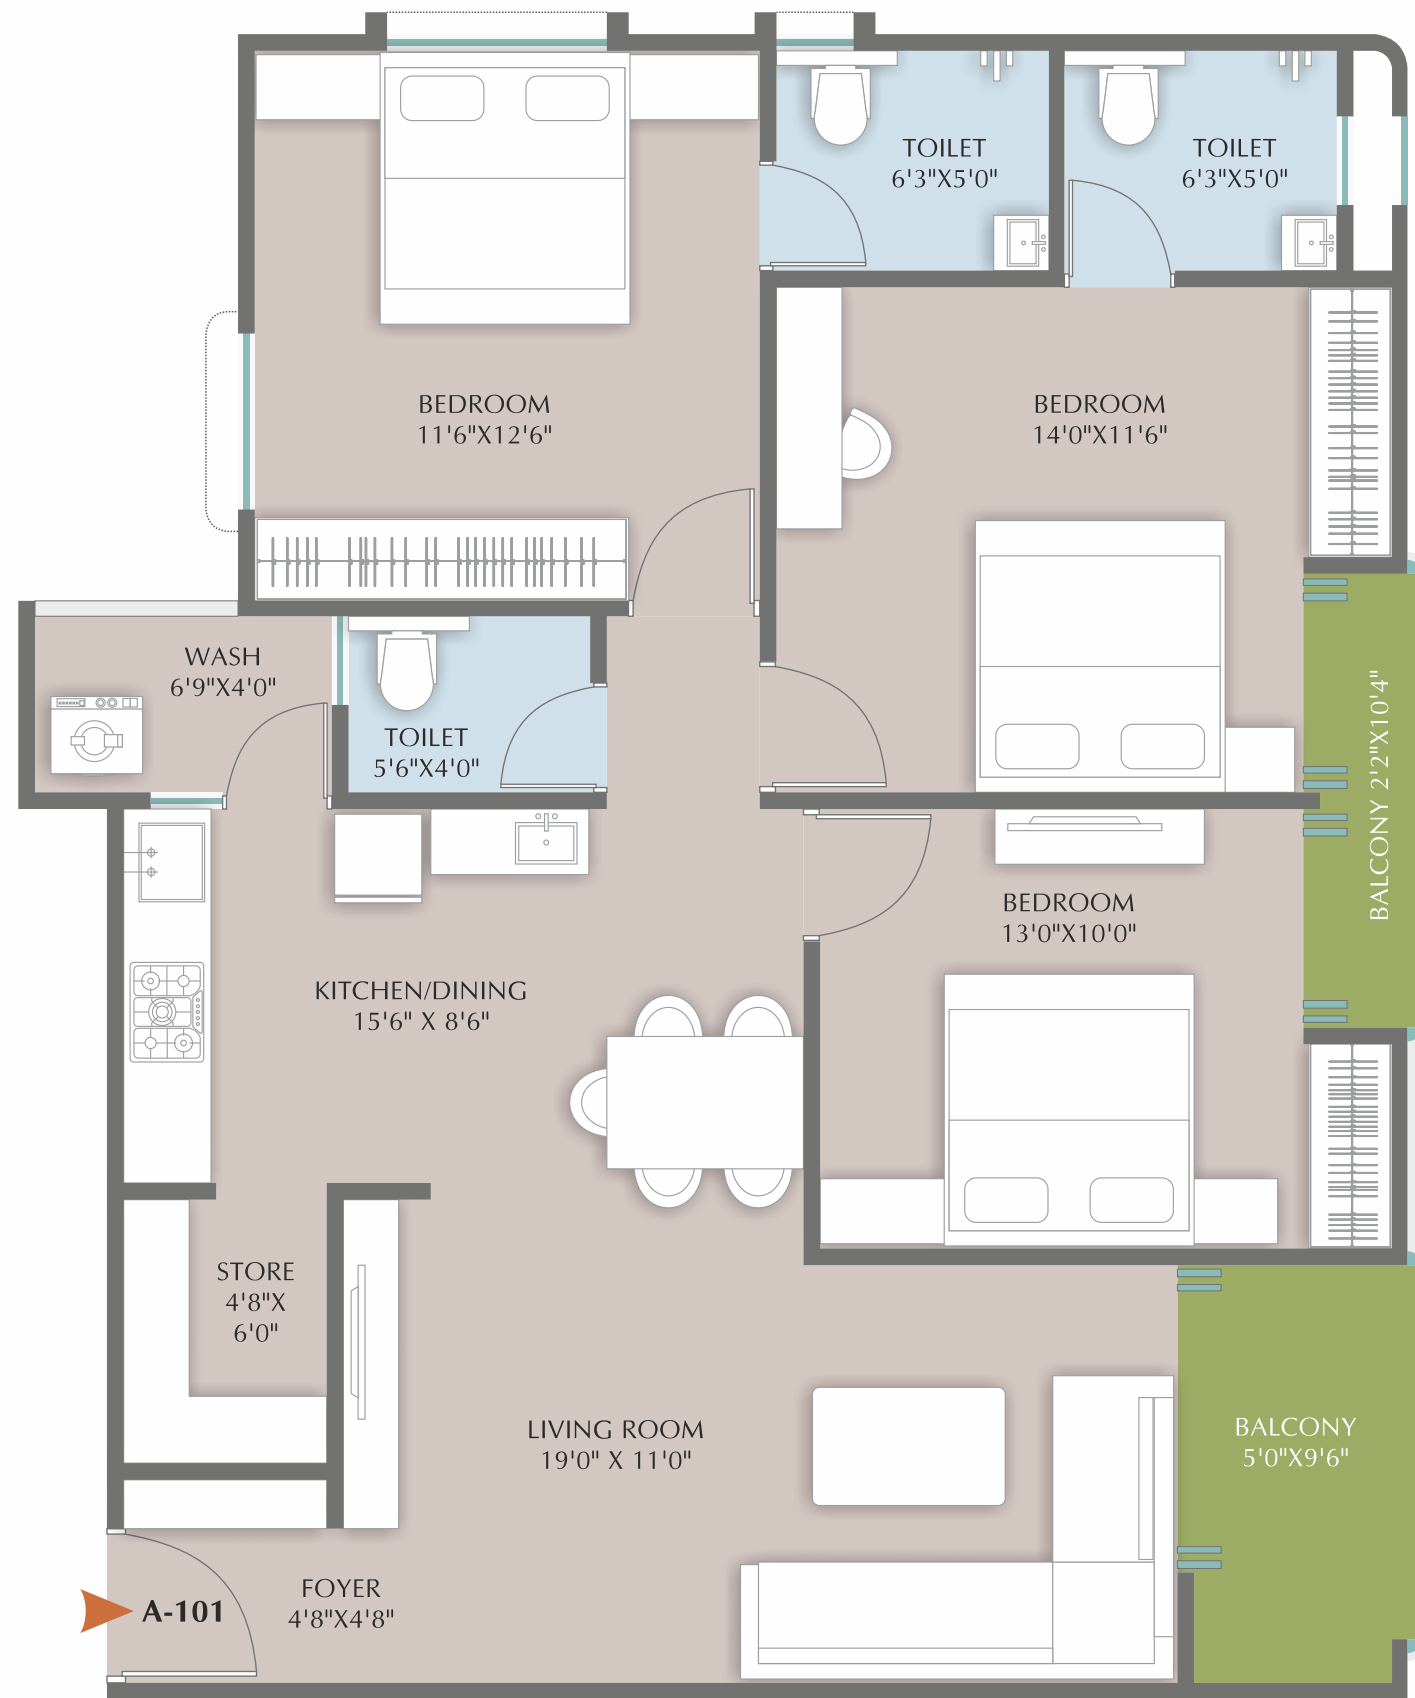 TOILET
6'3"X5'0"
TOILET
6'3"X5'0"
BEDROOM
11'6"X12'6"
BEDROOM
14'0"X11'6"
WASH
6'9"X4'0"
TOILET
5'6"X4'0"
BALCONY 2'2"X10'4"
BEDROOM
13'0"X10'0"
KITCHEN/DINING
15'6" X 8'6"
STORE
4'8"X
6'0"
LIVING ROOM
19'0" X 11'0"
BALCONY
5'0"X9'6"
FOYER
4'8"X4'8"
A-101